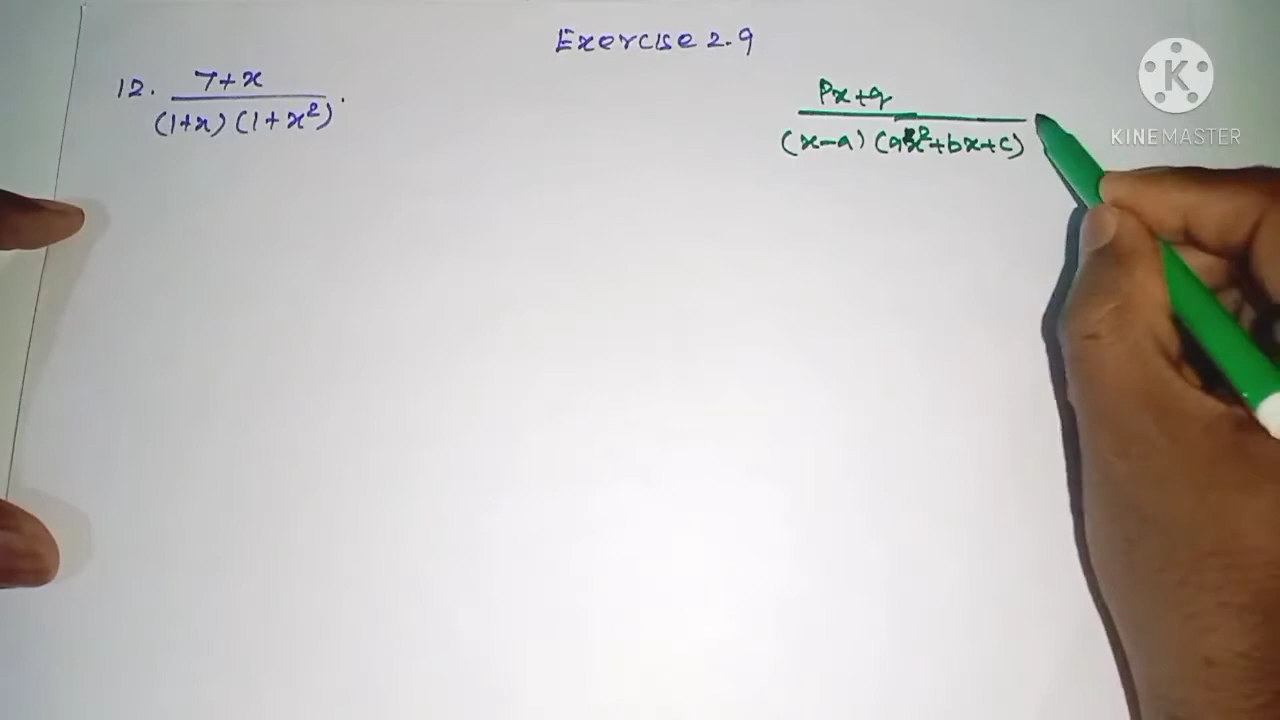 Exercise 2.9
12. 7+x / (1+x)(1+x²).
Px+q / (x-a)(ax²+bx+c)
K
KINEMASTER